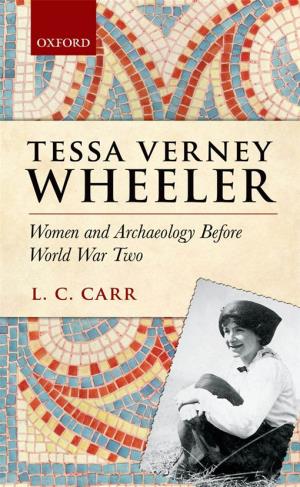 OXFORD
TESSA VERNEY
WHEELER
Women and Archaeology Before
World War Two
L. C. CARR